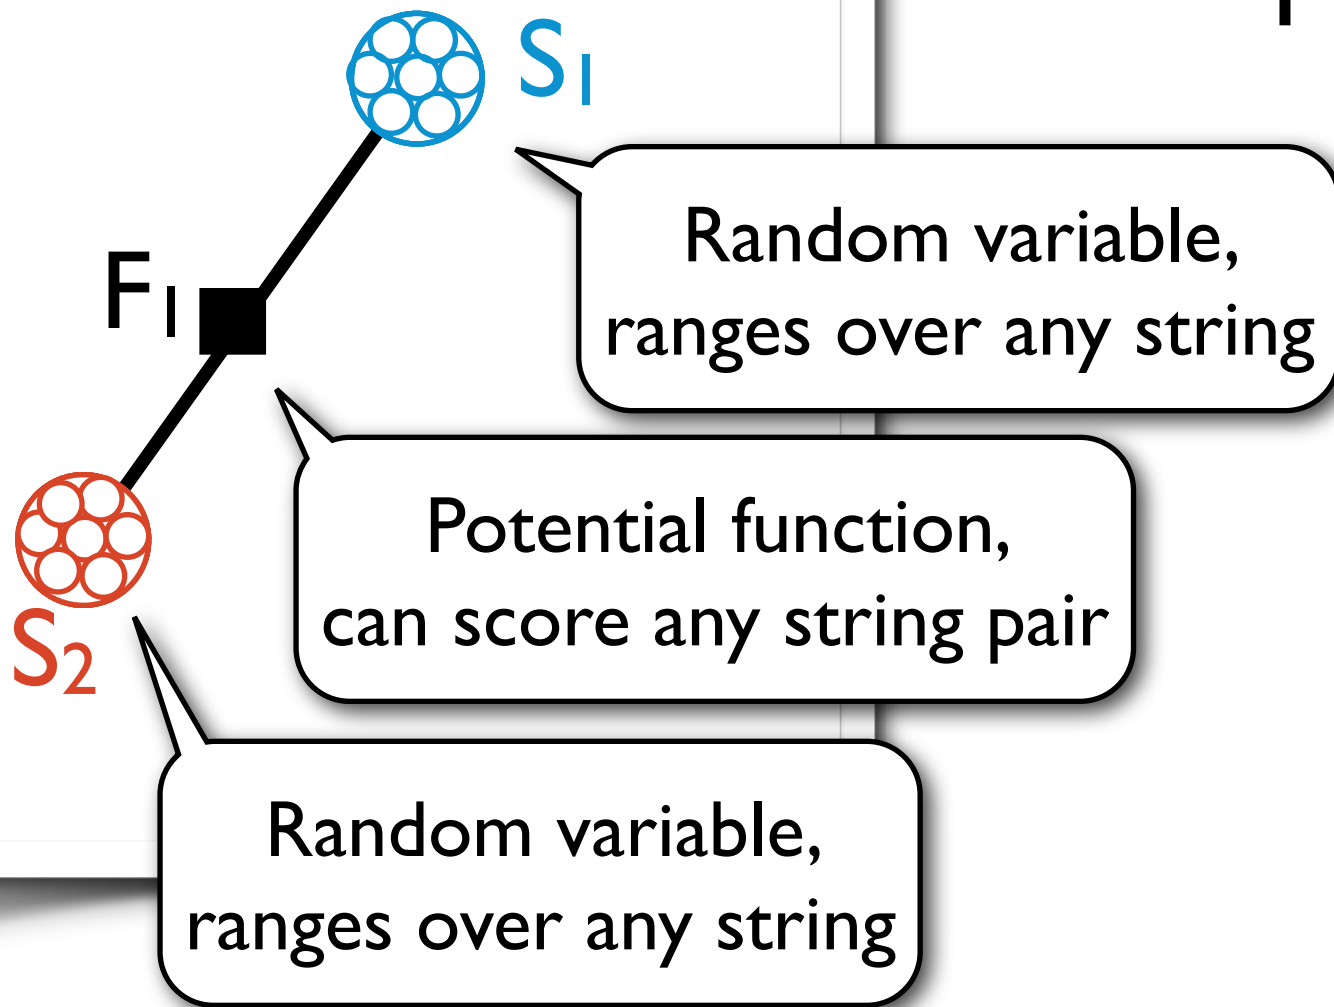 S1
Random variable,
ranges over any string
F1
Potential function,
can score any string pair
S2
Random variable,
ranges over any string